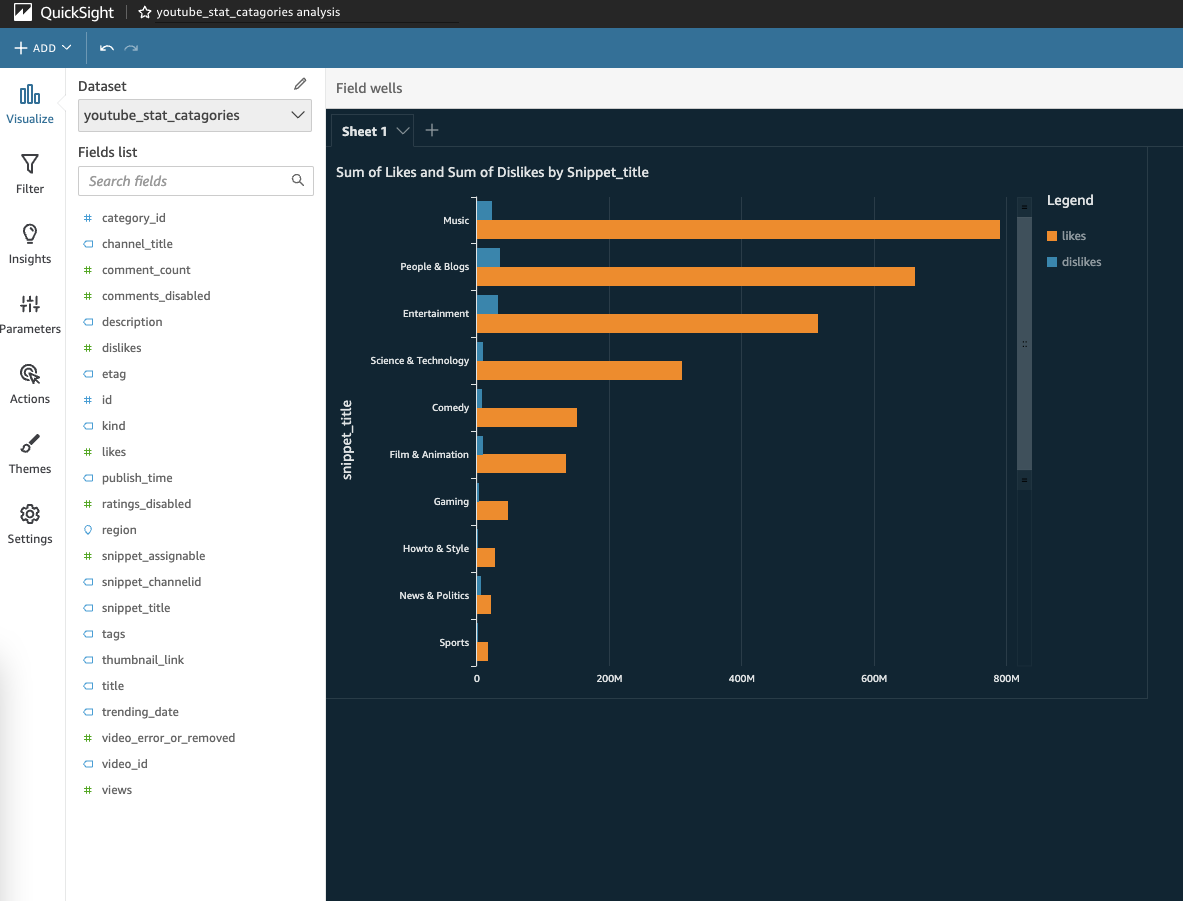 QuickSight
youtube_stat_catagories analysis
ADD
Visualize
Filter
Insights
Parameters
Actions
Themes
Settings
Dataset
youtube_stat_catagories
Fields list
Search fields
category_id
channel_title
comment_count
comments_disabled
description
dislikes
etag
id
kind
likes
publish_time
ratings_disabled
region
snippet_assignable
snippet_channelid
snippet_title
tags
thumbnail_link
title
trending_date
video_error_or_removed
video_id
views
Field wells
Sheet 1
Sum of Likes and Sum of Dislikes by Snippet_title
snippet_title
Music
People & Blogs
Entertainment
Science & Technology
Comedy
Film & Animation
Gaming
Howto & Style
News & Politics
Sports
0 200M 400M 600M 800M
Legend
likes
dislikes